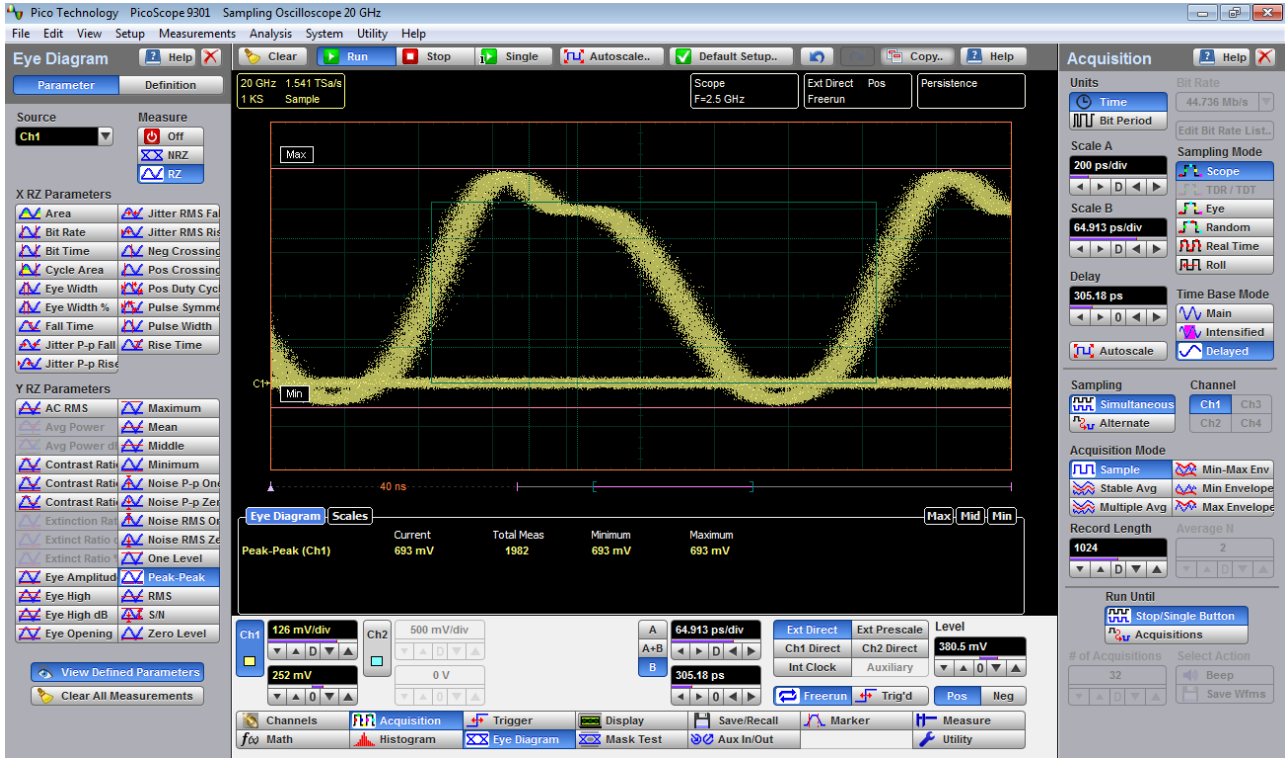 Pico Technology PicoScope 9301 Sampling Oscilloscope 20 GHz
File Edit View Setup Measurements Analysis System Utility Help
Eye Diagram Help
Parameter Definition
Source Measure
Ch1 Off
NRZ
RZ
X RZ Parameters
Area Jitter RMS Fal
Bit Rate Jitter RMS Ris
Bit Time Neg Crossing
Cycle Area Pos Crossing
Eye Width Pos Duty Cycl
Eye Width % Pulse Symme
Fall Time Pulse Width
Jitter P-p Fall Rise Time
Jitter P-p Rise
Y RZ Parameters
AC RMS Maximum
Avg Power Mean
Avg Power dB Middle
Contrast Ratio Minimum
Contrast Ratio Noise P-p One
Contrast Ratio Noise P-p Zer
Extinction Rat Noise RMS On
Extinct Ratio Noise RMS Ze
Extinct Ratio One Level
Eye Amplitud Peak-Peak
Eye High RMS
Eye High dB S/N
Eye Opening Zero Level
View Defined Parameters
Clear All Measurements
Clear Run Stop Single Autoscale.. Default Setup.. Copy.. Help
20 GHz 1.541 TSa/s
1 KS Sample
Scope
F=2.5 GHz
Ext Direct Pos
Freerun
Persistence
Max
C1
Min
40 ns
Eye Diagram Scales Max Mid Min
Current Total Meas Minimum Maximum
Peak-Peak (Ch1) 693 mV 1982 693 mV 693 mV
Ch1 126 mV/div Ch2 500 mV/div
D D
252 mV 0 V
0 0
A 64.913 ps/div
A+B D
B 305.18 ps
0
Ext Direct Ext Prescale
Ch1 Direct Ch2 Direct
Int Clock Auxiliary
Freerun Trig'd
Level
380.5 mV
0
Pos Neg
Channels Acquisition Trigger Display Save/Recall Marker Measure
f(x) Math Histogram Eye Diagram Mask Test Aux In/Out Utility
Acquisition Help
Units Bit Rate
Time 44.736 Mb/s
Bit Period Edit Bit Rate List..
Scale A Sampling Mode
200 ps/div Scope
D TDR / TDT
Scale B Eye
64.913 ps/div Random
D Real Time
Roll
Delay
305.18 ps Time Base Mode
0 Main
Intensified
Autoscale Delayed
Sampling Channel
Simultaneous Ch1 Ch3
Alternate Ch2 Ch4
Acquisition Mode
Sample Min-Max Env
Stable Avg Min Envelope
Multiple Avg Max Envelope
Record Length Average N
1024 2
D D
Run Until
Stop/Single Button
Acquisitions
# of Acquisitions Select Action
32 Beep
D Save Wfms